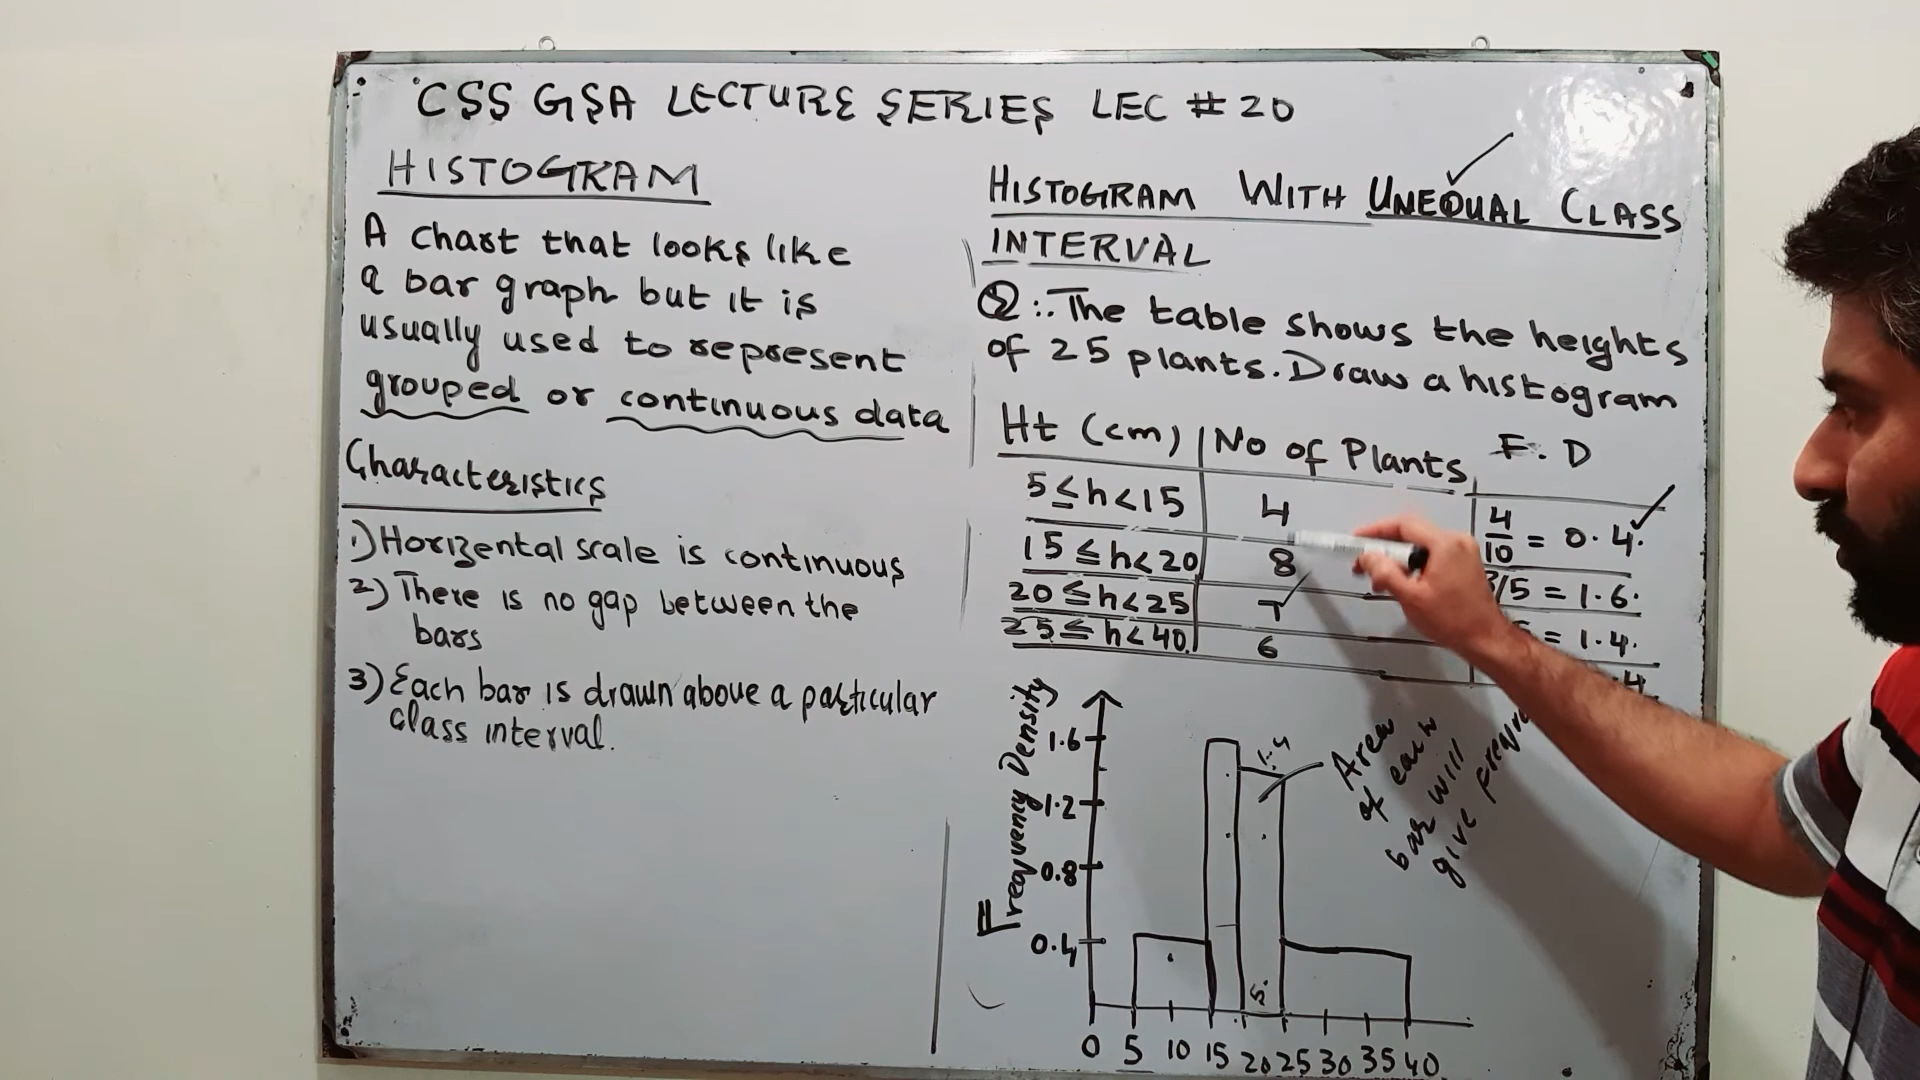 CSS GSA LECTURE SERIES LEC # 20
HISTOGRAM
A chart that looks like
a bar graph but it is
usually used to represent
grouped or continuous data
Characteristics
1) Horizental scale is continuous
2) There is no gap between the
bars
3) Each bar is drawn above a particular
class interval.
HISTOGRAM WITH UNEQUAL CLASS
INTERVAL
Q:. The table shows the heights
of 25 plants. Draw a histogram
Ht (cm) No of Plants F.D
5≤h<15 4 4/10 = 0.4.
15≤h<20 8 /5 = 1.6.
20≤h<25 7 = 1.4.
25≤h<40. 6 .4
Frequency Density
1.6
1.2
0.8
0.4
1.4
5.
Area
of each
bar will
give
0 5 10 15 20 25 30 35 40